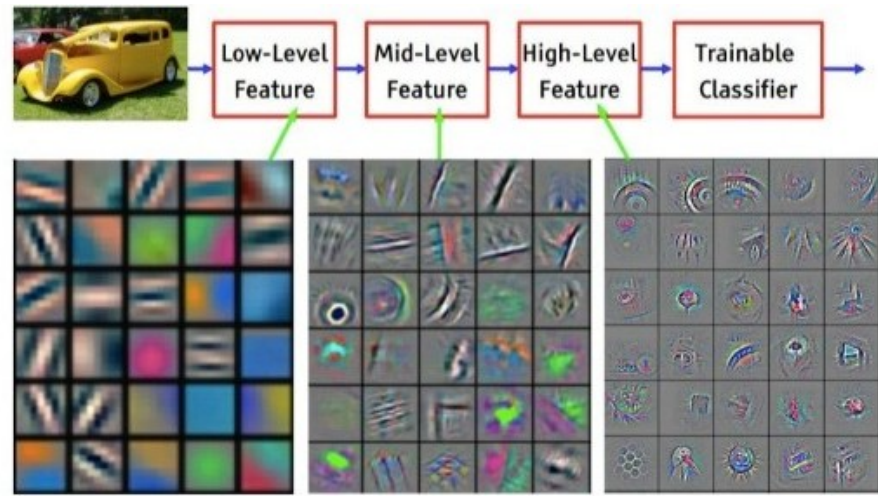 Low-Level
Feature
Mid-Level
Feature
High-Level
Feature
Trainable
Classifier